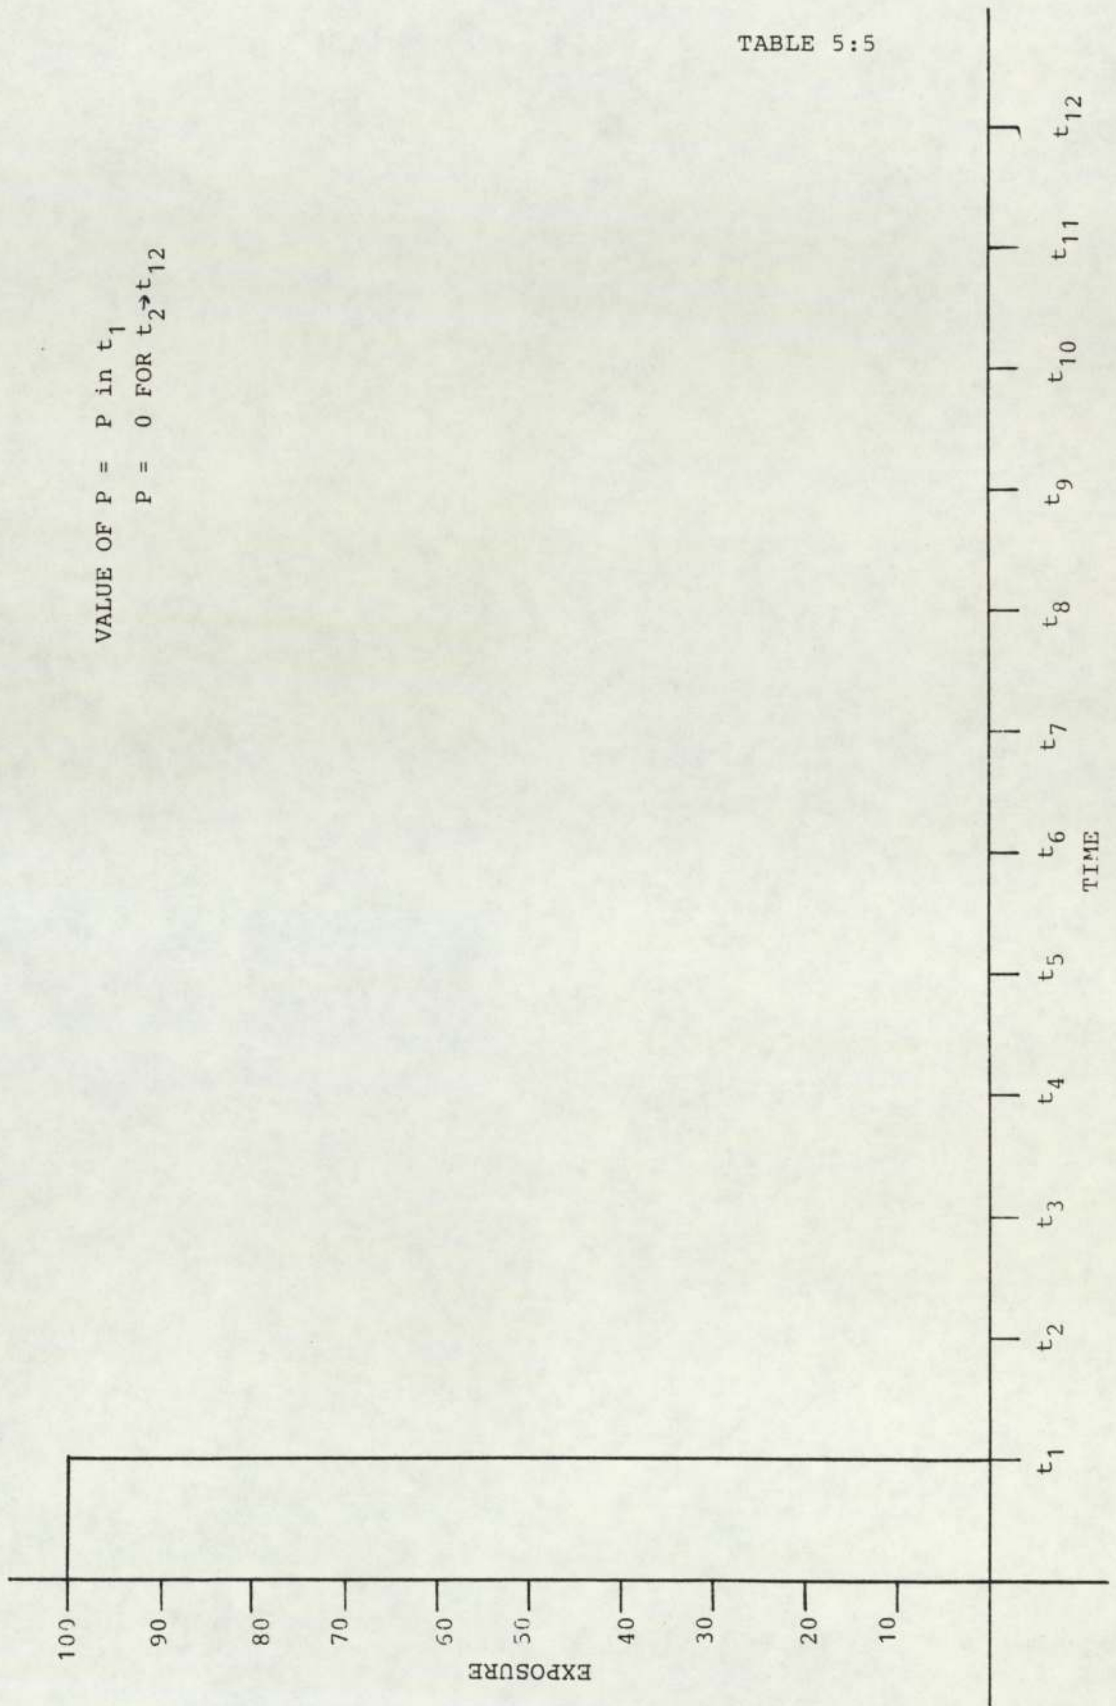 TABLE 5:5
VALUE OF P = P in t₁
P = 0 FOR t₂→t₁₂
EXPOSURE
100
90
80
70
60
50
40
30
20
10
t₁ t₂ t₃ t₄ t₅ t₆ t₇ t₈ t₉ t₁₀ t₁₁ t₁₂
TIME